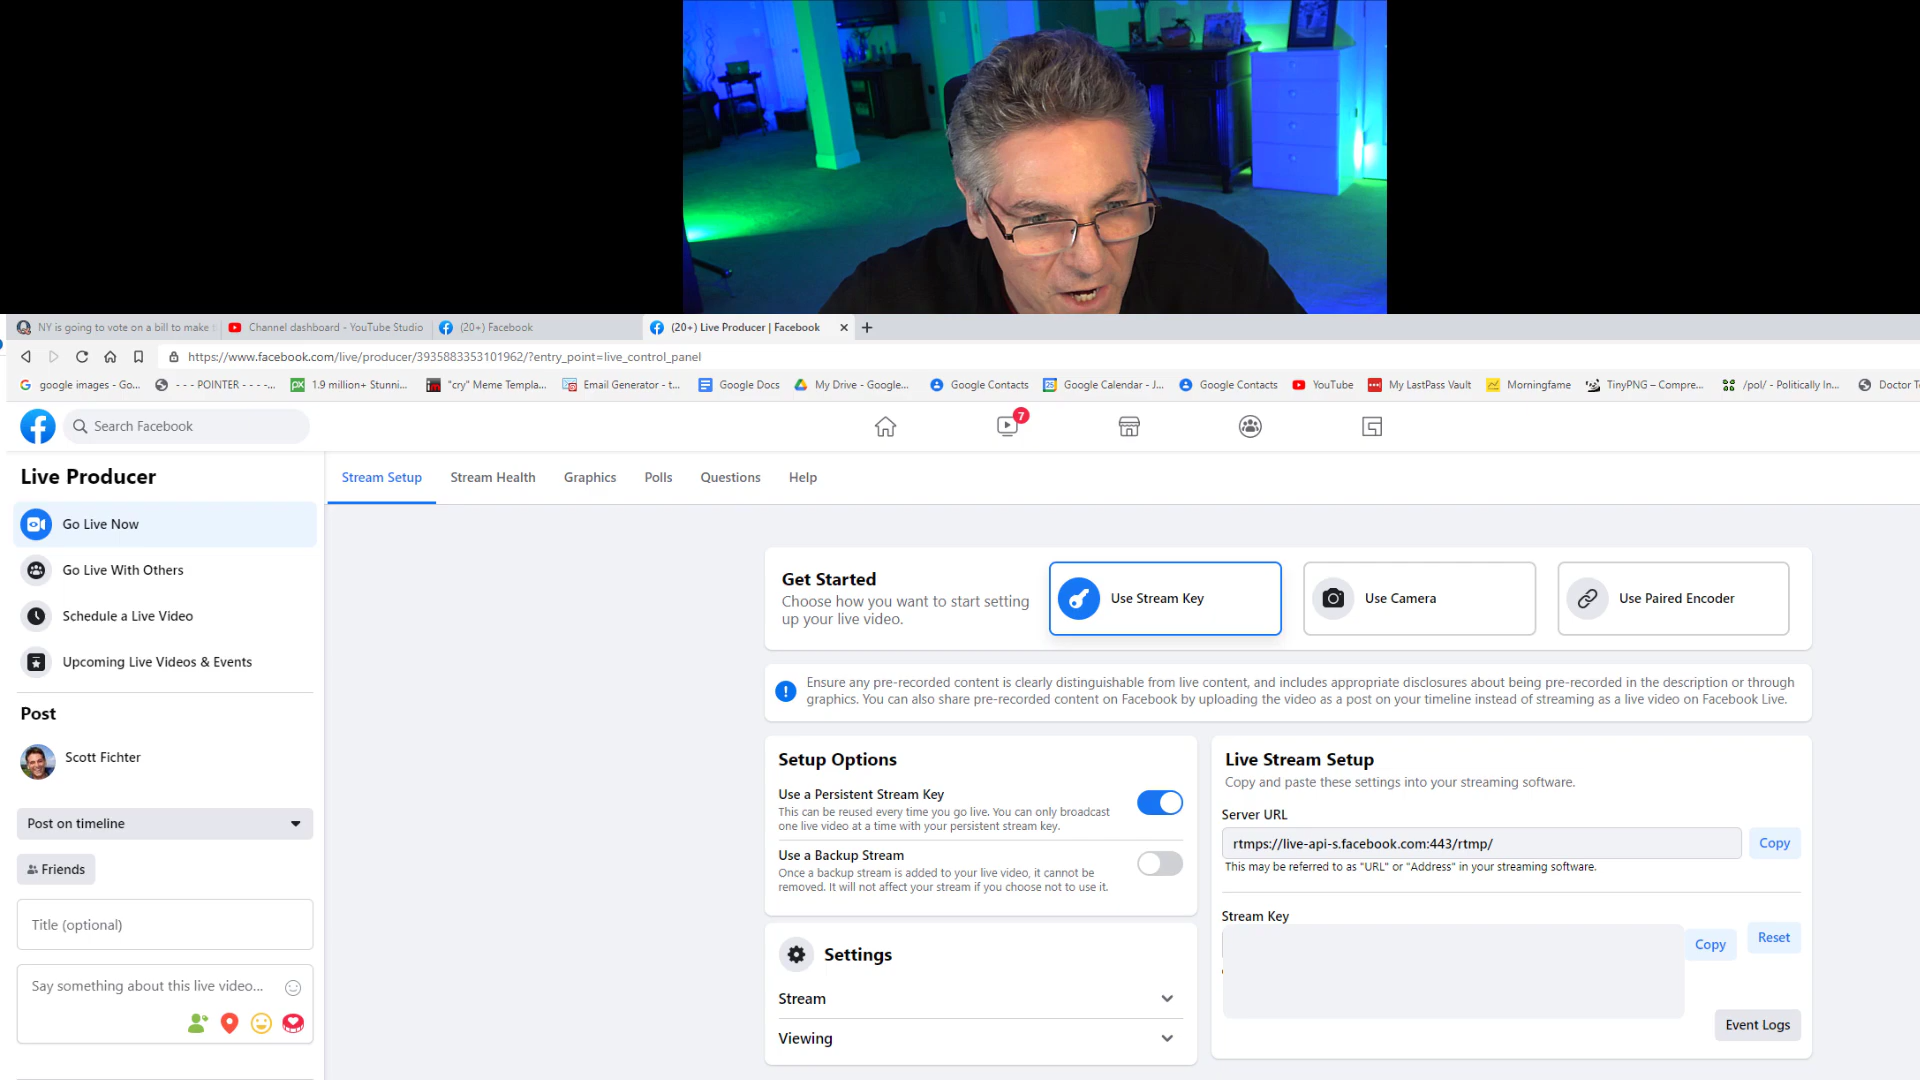 NY is going to vote on a bill to make
Channel dashboard - YouTube Studio
(20+) Facebook
(20+) Live Producer | Facebook
https://www.facebook.com/live/producer/3935883353101962/?entry_point=live_control_panel
google images - Go...
- - - POINTER - - - -...
1.9 million+ Stunni...
"cry" Meme Templa...
Email Generator - t...
Google Docs
My Drive - Google...
Google Contacts
Google Calendar - J...
Google Contacts
YouTube
My LastPass Vault
Morningfame
TinyPNG – Compre...
/pol/ - Politically In...
Doctor T
Search Facebook
7
Live Producer
Go Live Now
Go Live With Others
Schedule a Live Video
Upcoming Live Videos & Events
Post
Scott Fichter
Post on timeline
Friends
Title (optional)
Say something about this live video...
Stream Setup
Stream Health
Graphics
Polls
Questions
Help
Get Started
Choose how you want to start setting
up your live video.
Use Stream Key
Use Camera
Use Paired Encoder
Ensure any pre-recorded content is clearly distinguishable from live content, and includes appropriate disclosures about being pre-recorded in the description or through
graphics. You can also share pre-recorded content on Facebook by uploading the video as a post on your timeline instead of streaming as a live video on Facebook Live.
Setup Options
Use a Persistent Stream Key
This can be reused every time you go live. You can only broadcast
one live video at a time with your persistent stream key.
Use a Backup Stream
Once a backup stream is added to your live video, it cannot be
removed. It will not affect your stream if you choose not to use it.
Settings
Stream
Viewing
Live Stream Setup
Copy and paste these settings into your streaming software.
Server URL
rtmps://live-api-s.facebook.com:443/rtmp/
Copy
This may be referred to as "URL" or "Address" in your streaming software.
Stream Key
Copy
Reset
Event Logs